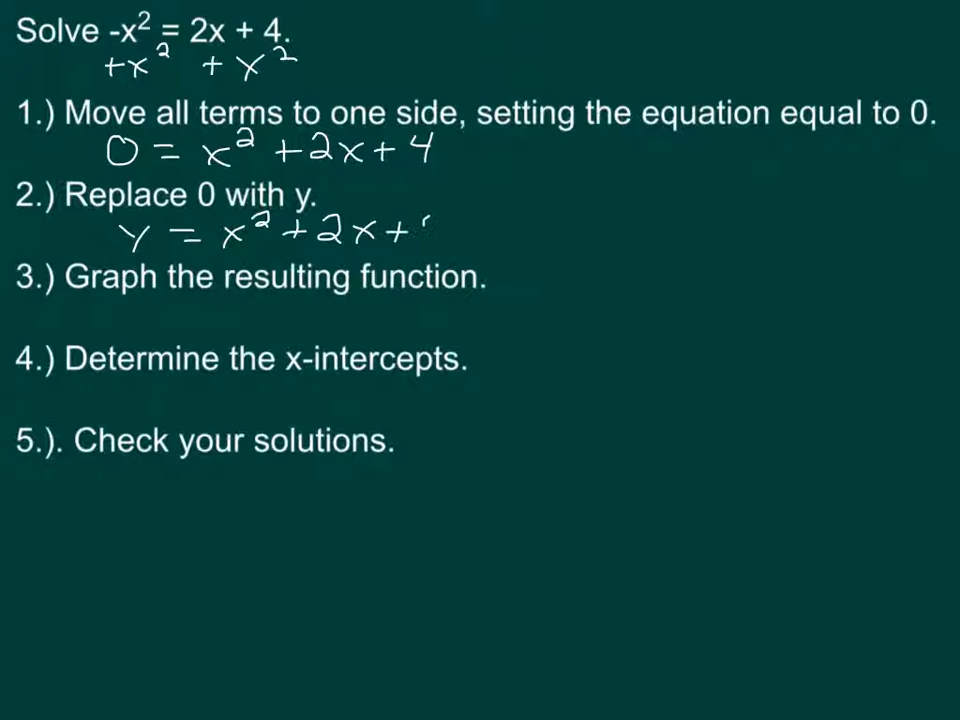 Solve -x² = 2x + 4.
+x² +x²
1.) Move all terms to one side, setting the equation equal to 0.
0 = x² +2x+4
2.) Replace 0 with y.
y = x²+2x+
3.) Graph the resulting function.
4.) Determine the x-intercepts.
5.). Check your solutions.